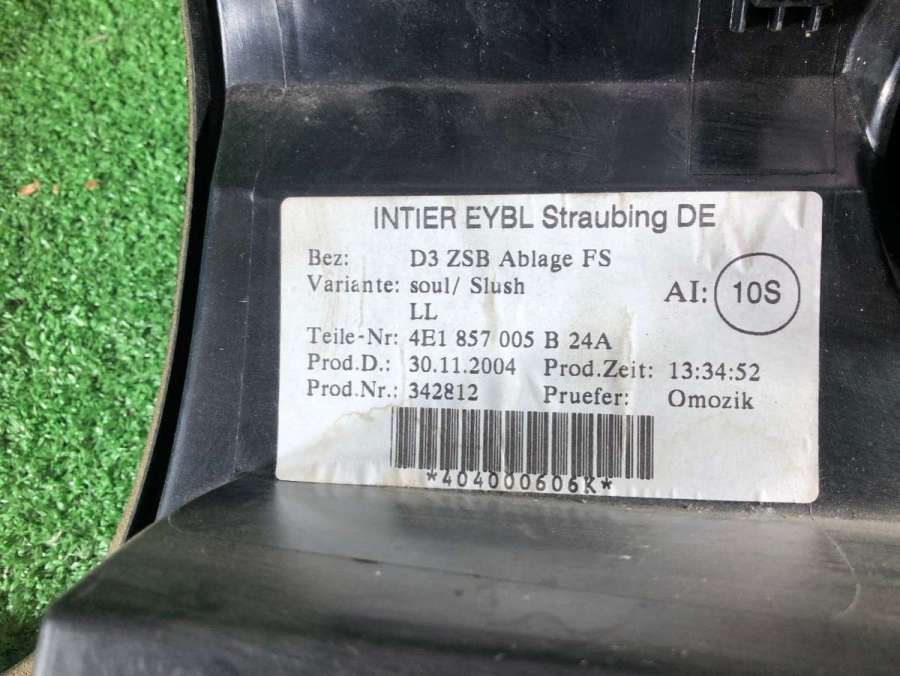 INTIER EYBL Straubing DE
Bez: D3 ZSB Ablage FS
Variante: soul/ Slush
LL
AI: 10S
Teile-Nr: 4E1 857 005 B 24A
Prod.D.: 30.11.2004 Prod.Zeit: 13:34:52
Prod.Nr.: 342812 Pruefer: Omozik
*404000606K*